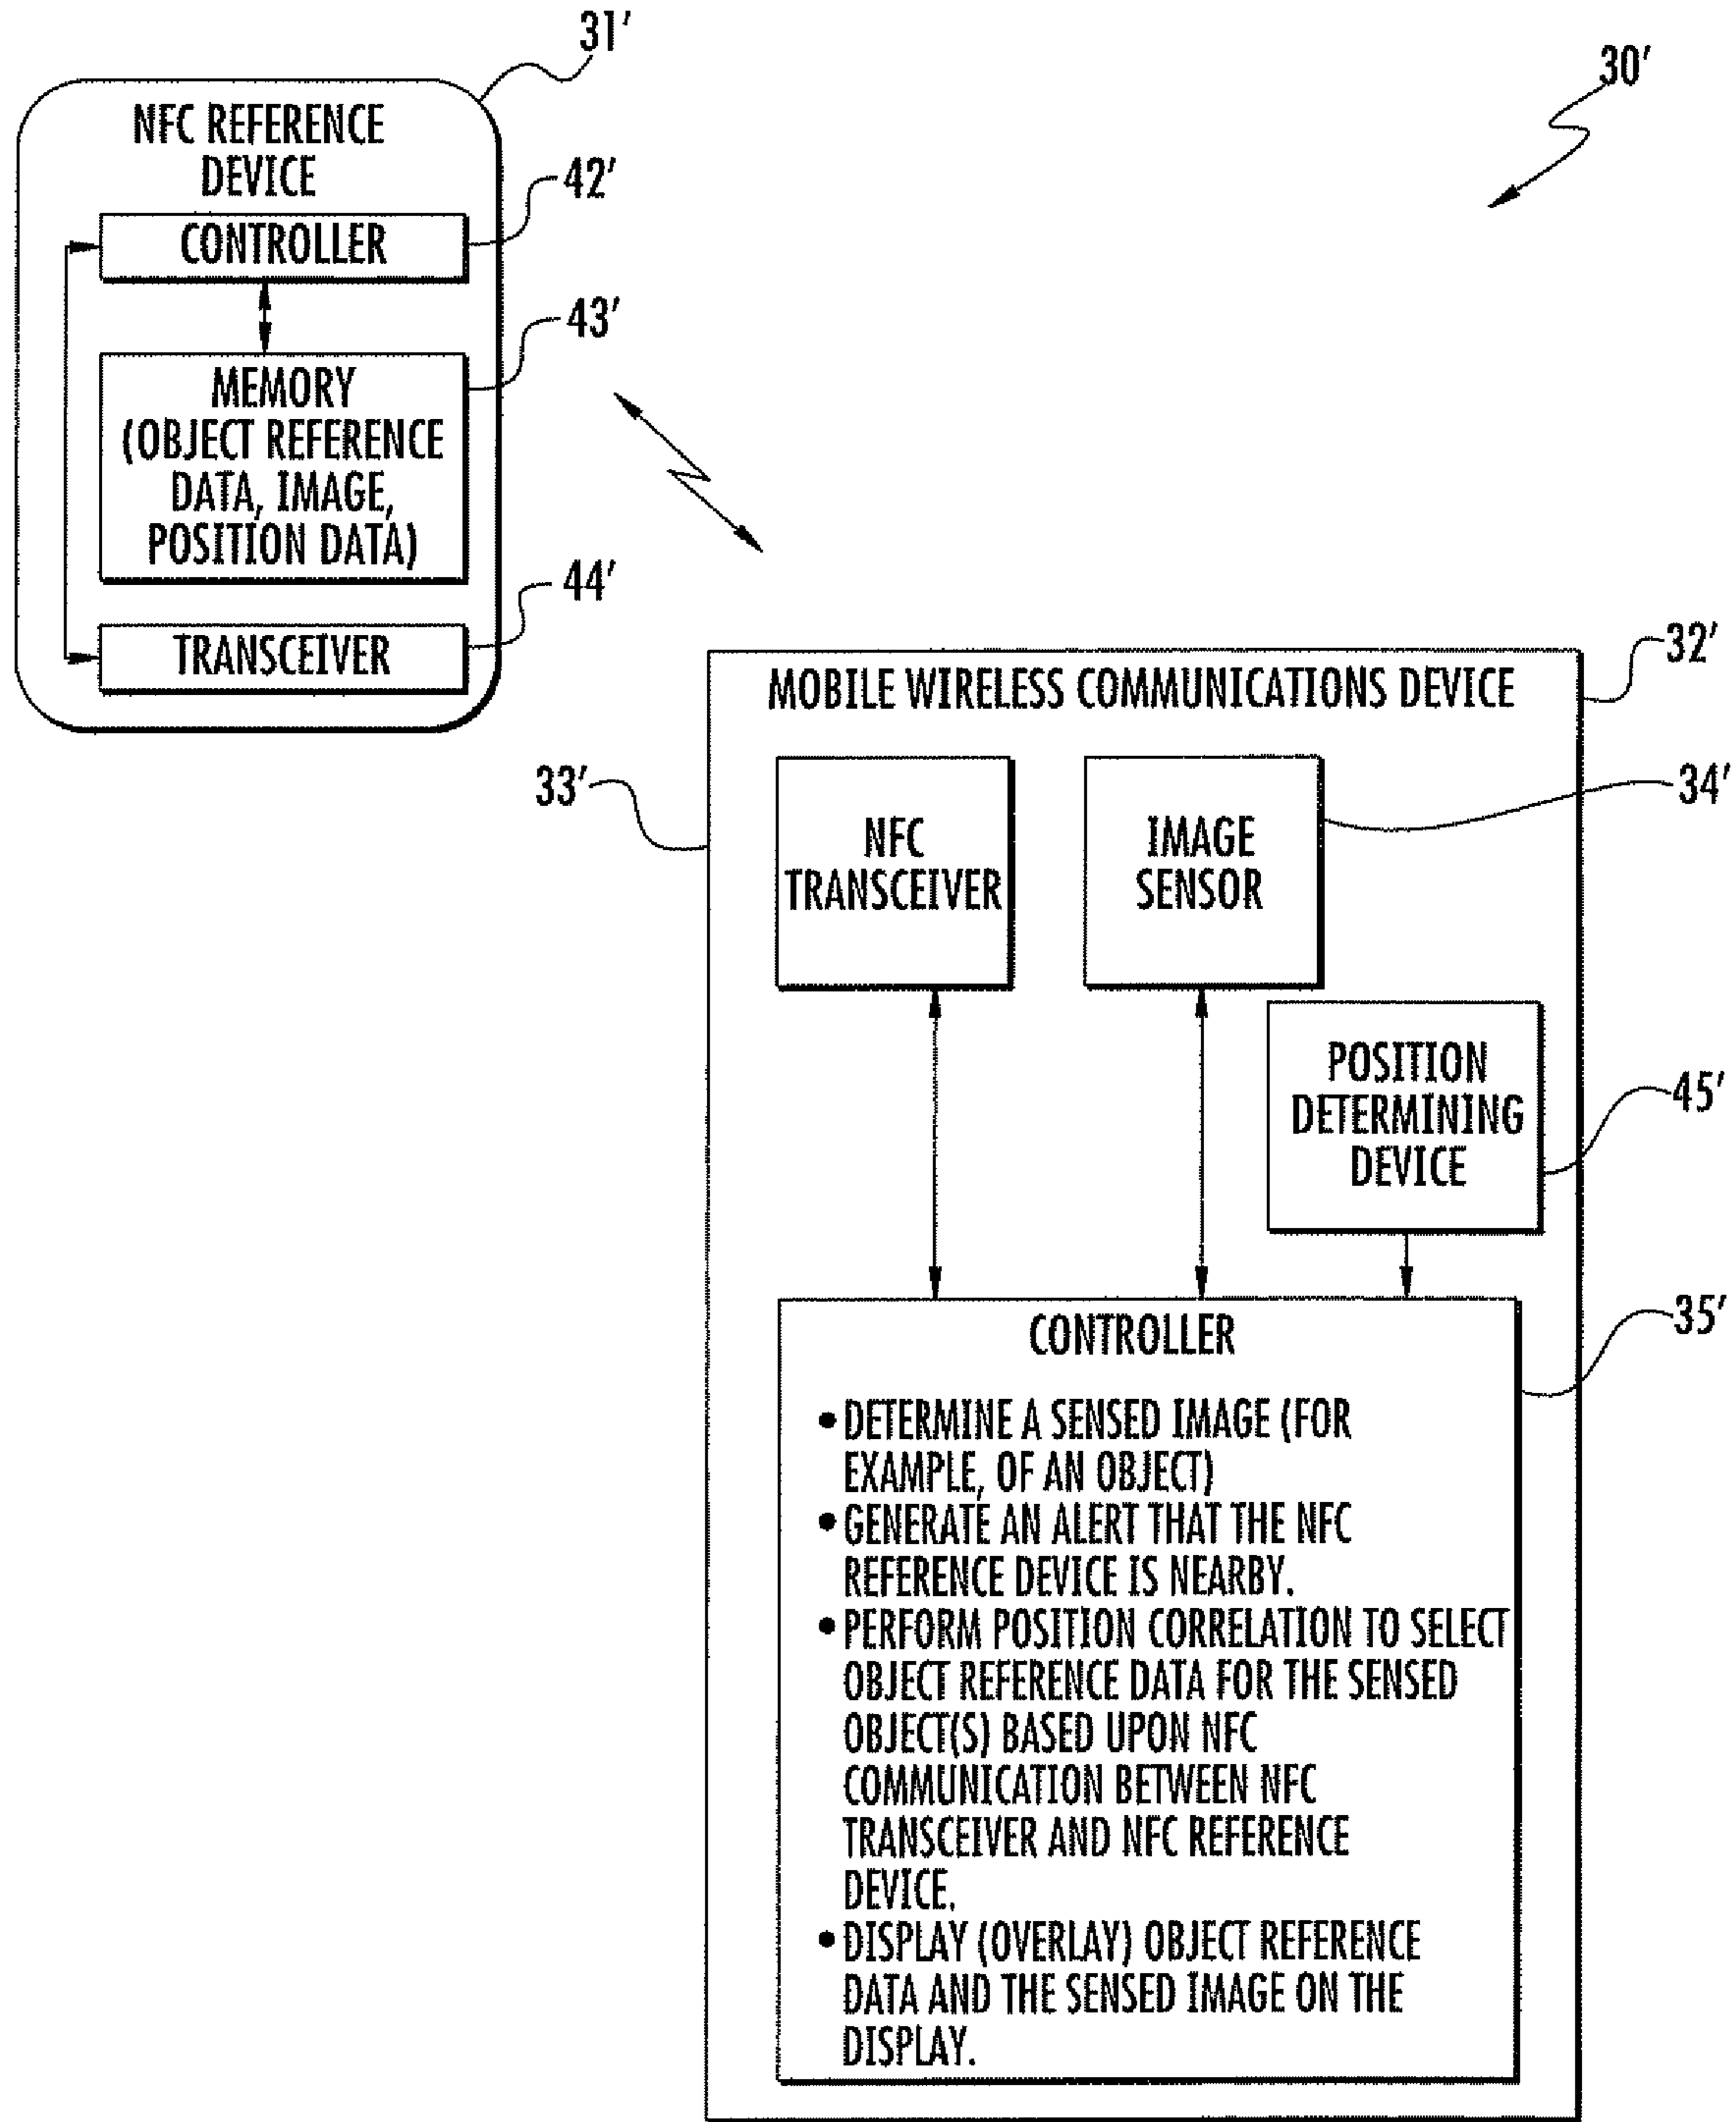 31′
30′
NFC REFERENCE
DEVICE
42′
CONTROLLER
43′
MEMORY
(OBJECT REFERENCE
DATA, IMAGE,
POSITION DATA)
44′
TRANSCEIVER
32′
MOBILE WIRELESS COMMUNICATIONS DEVICE
33′
34′
NFC
TRANSCEIVER
IMAGE
SENSOR
POSITION
DETERMINING
DEVICE
45′
35′
CONTROLLER
• DETERMINE A SENSED IMAGE (FOR
EXAMPLE, OF AN OBJECT)
• GENERATE AN ALERT THAT THE NFC
REFERENCE DEVICE IS NEARBY.
• PERFORM POSITION CORRELATION TO SELECT
OBJECT REFERENCE DATA FOR THE SENSED
OBJECT(S) BASED UPON NFC
COMMUNICATION BETWEEN NFC
TRANSCEIVER AND NFC REFERENCE
DEVICE.
• DISPLAY (OVERLAY) OBJECT REFERENCE
DATA AND THE SENSED IMAGE ON THE
DISPLAY.